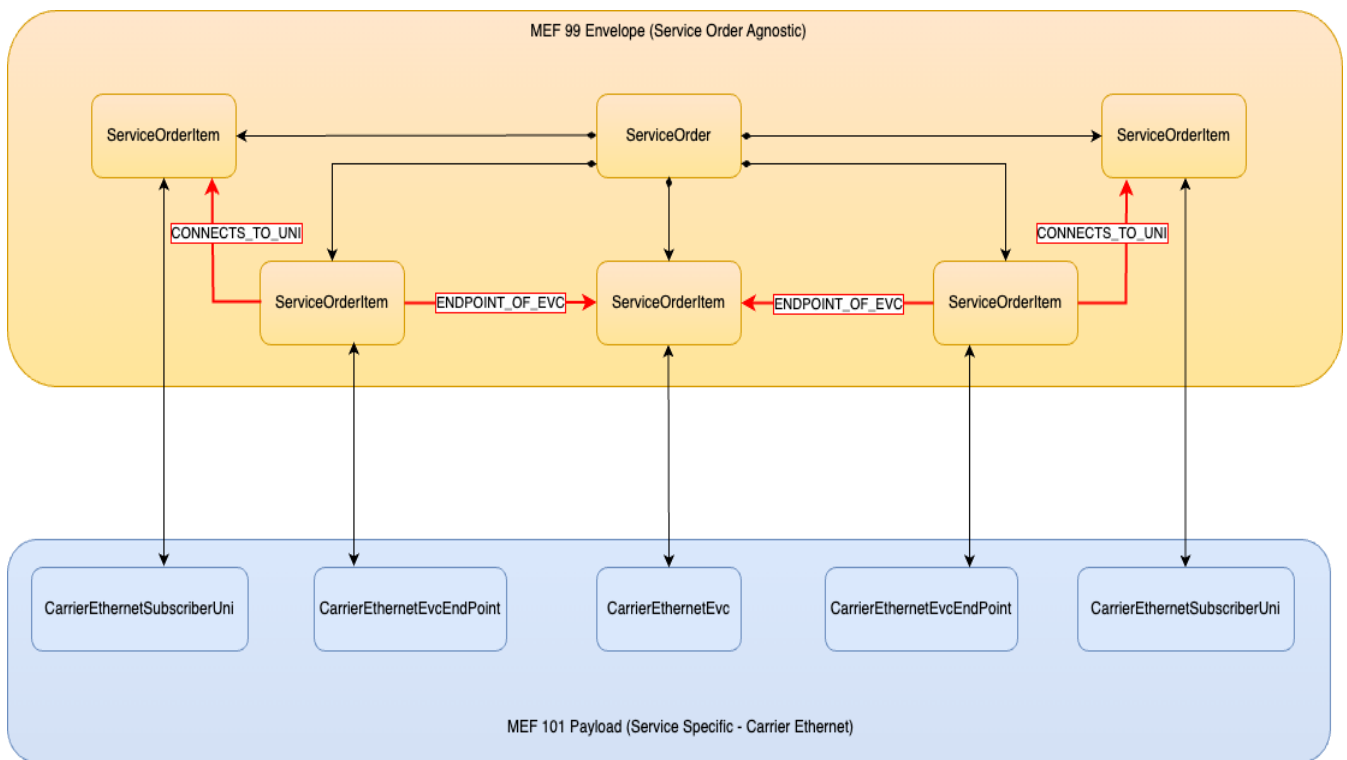 MEF 99 Envelope (Service Order Agnostic)
ServiceOrderItem
ServiceOrder
ServiceOrderItem
CONNECTS_TO_UNI
CONNECTS_TO_UNI
ServiceOrderItem
ENDPOINT_OF_EVC
ServiceOrderItem
ENDPOINT_OF_EVC
ServiceOrderItem
CarrierEthernetSubscriberUni
CarrierEthernetEvcEndPoint
CarrierEthernetEvc
CarrierEthernetEvcEndPoint
CarrierEthernetSubscriberUni
MEF 101 Payload (Service Specific - Carrier Ethernet)